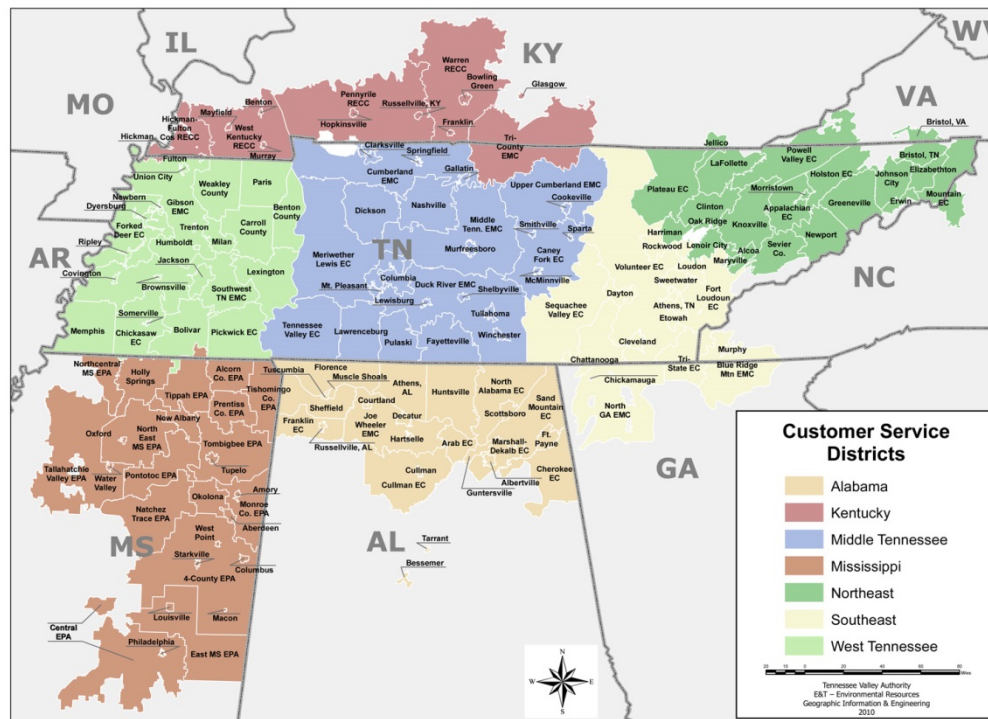 IL
MO
KY
WV
VA
AR
TN
NC
MS
AL
GA
Warren
RECC
Bowling
Green
Glasgow
Pennyrile
RECC
Russellville, KY
Benton
Mayfield
Hickman-
Fulton
Cos RECC
West
Kentucky
RECC
Hopkinsville
Franklin
Tri-
County
EMC
Hickman
Murray
Fulton
Union City
Weakley
County
Paris
Newbern
Gibson
EMC
Benton
County
Dyersburg
Forked
Deer EC
Trenton
Carroll
County
Humboldt
Milan
Ripley
Jackson
Lexington
Covington
Brownsville
Southwest
TN EMC
Somerville
Memphis
Chickasaw
EC
Bolivar
Pickwick EC
Clarksville
Springfield
Cumberland
EMC
Gallatin
Upper Cumberland EMC
Cookeville
Dickson
Nashville
Middle
Tenn. EMC
Smithville
Sparta
Murfreesboro
Caney
Fork EC
Meriwether
Lewis EC
Columbia
McMinnville
Mt. Pleasant
Duck River EMC
Shelbyville
Lewisburg
Tullahoma
Tennessee
Valley EC
Lawrenceburg
Pulaski
Fayetteville
Winchester
Jellico
LaFollette
Powell
Valley EC
Bristol, VA
Bristol, TN
Holston EC
Johnson
City
Elizabethton
Plateau EC
Morristown
Mountain
EC
Clinton
Appalachian
EC
Greeneville
Erwin
Oak Ridge
Knoxville
Newport
Harriman
Lenoir City
Alcoa
Sevier
Co.
Rockwood
Maryville
Volunteer EC
Loudon
Sweetwater
Fort
Loudoun
EC
Sequachee
Valley EC
Dayton
Athens, TN
Etowah
Cleveland
Chattanooga
Tri-
State EC
Murphy
Blue Ridge
Mtn EMC
Chickamauga
North
GA EMC
Northcentral
MS EPA
Holly
Springs
Alcorn
Co. EPA
Tishomingo
Co. EPA
Tippah EPA
Prentiss
Co. EPA
New Albany
Oxford
North
East
MS EPA
Tombigbee EPA
Tallahatchie
Valley EPA
Water
Valley
Pontotoc EPA
Tupelo
Okolona
Amory
Monroe
Co. EPA
Natchez
Trace EPA
Aberdeen
West
Point
Starkville
4-County EPA
Columbus
Central
EPA
Louisville
Macon
Philadelphia
East MS EPA
Tuscumbia
Florence
Muscle Shoals
Athens,
AL
Huntsville
North
Alabama EC
Sheffield
Courtland
Sand
Mountain
EC
Franklin
EC
Joe
Wheeler
EMC
Decatur
Scottsboro
Russellville, AL
Hartselle
Arab EC
Marshall-
Dekalb EC
Ft.
Payne
Cullman
Cullman EC
Albertville
Cherokee
EC
Guntersville
Tarrant
Bessemer
N
W
E
S
Customer Service
Districts
Alabama
Kentucky
Middle Tennessee
Mississippi
Northeast
Southeast
West Tennessee
20 10 0 20 40 60 80
Miles
Tennessee Valley Authority
E&T – Environmental Resources
Geographic Information & Engineering
2010